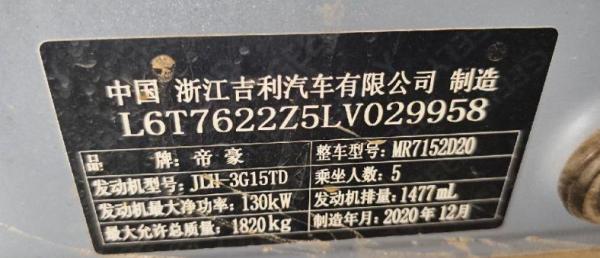 中国 浙江吉利汽车有限公司 制造
L6T7622Z5LV029958
品牌：帝豪 整车型号：MR7152D20
发动机型号：JLH-3G15TD 乘坐人数：5
发动机最大净功率：130kW 发动机排量：1477mL
最大允许总质量：1820kg 制造年月：2020年12月